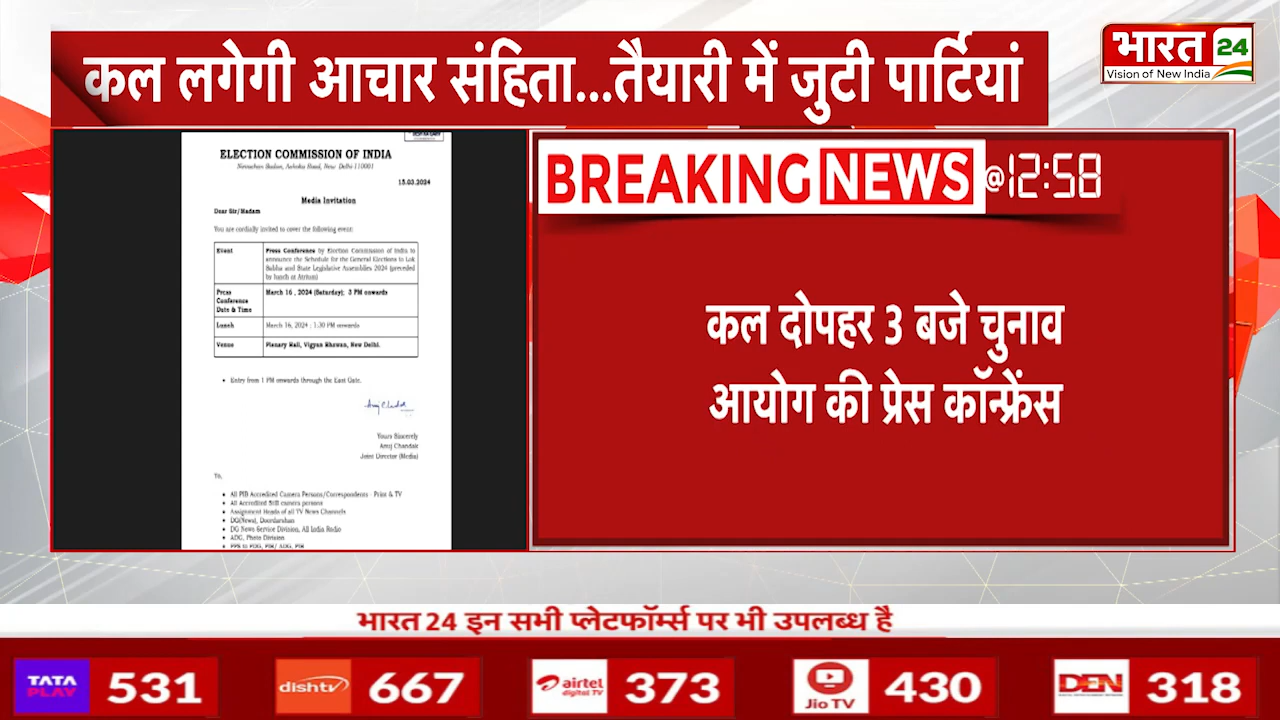 कल लगेगी आचार संहिता...तैयारी में जुटी पार्टियां
भारत 24
Vision of New India
ELECTION COMMISSION OF INDIA
Nirvachan Sadan, Ashoka Road, New Delhi-110001
15.03.2024
Media Invitation
Dear Sir/Madam
You are cordially invited to cover the following event:
Event
Press Conference by Election Commission of India to
announce the Schedule for the General Elections to Lok
Sabha and State Legislative Assemblies 2024 (preceded
by lunch at Atrium)
Press
Conference
Date & Time
March 16 , 2024 (Saturday); 3 PM onwards
Lunch
March 16, 2024 ; 1:30 PM onwards
Venue
Plenary Hall, Vigyan Bhawan, New Delhi.
• Entry from 1 PM onwards through the East Gate.
Yours Sincerely
Anuj Chandak
Joint Director (Media)
To,
• All PIB Accredited Camera Persons/Correspondents - Print & TV
• All Accredited Still camera persons
• Assignment Heads of all TV News Channels
• DG(News), Doordarshan
• DG News Service Division, All India Radio
• ADG, Photo Division
• PPS to PDG, PIB/ ADG, PIB
BREAKING NEWS @12:58
कल दोपहर 3 बजे चुनाव
आयोग की प्रेस कॉन्फ्रेंस
भारत 24 इन सभी प्लेटफॉर्म्स पर भी उपलब्ध है
TATA PLAY 531
dishtv 667
airtel digital TV 373
JioTV 430
DEN 318